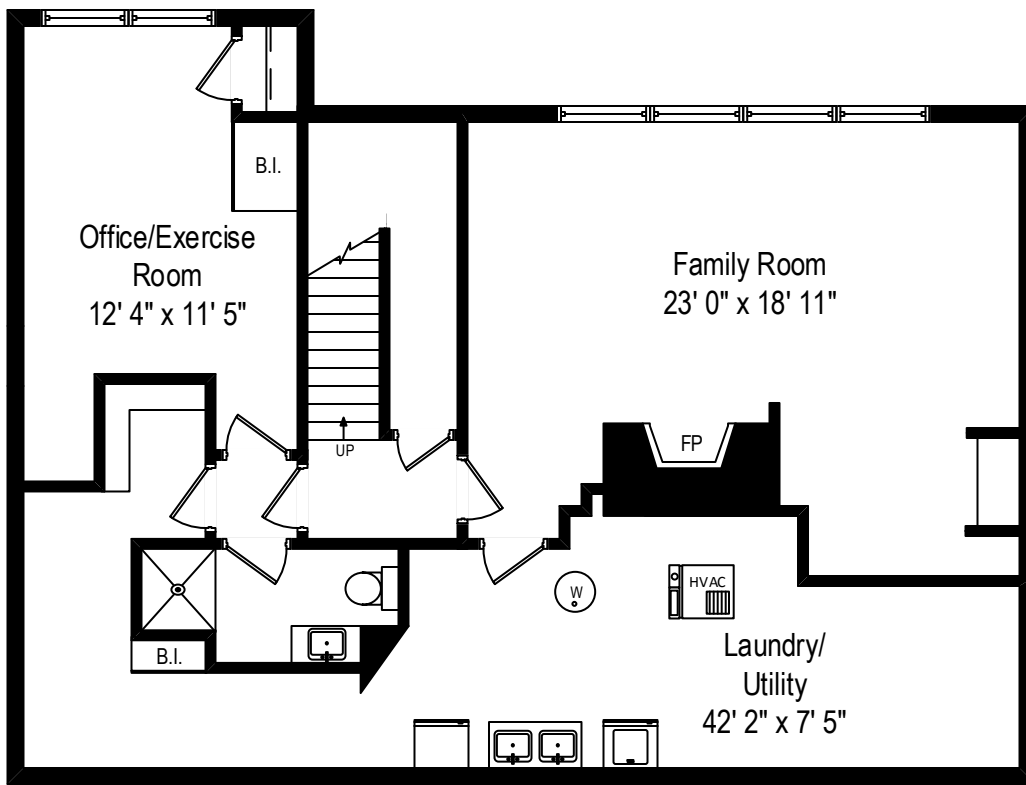 B.I.
Office/Exercise
Room
12' 4" x 11' 5"
Family Room
23' 0" x 18' 11"
UP
FP
W
HVAC
B.I.
Laundry/
Utility
42' 2" x 7' 5"